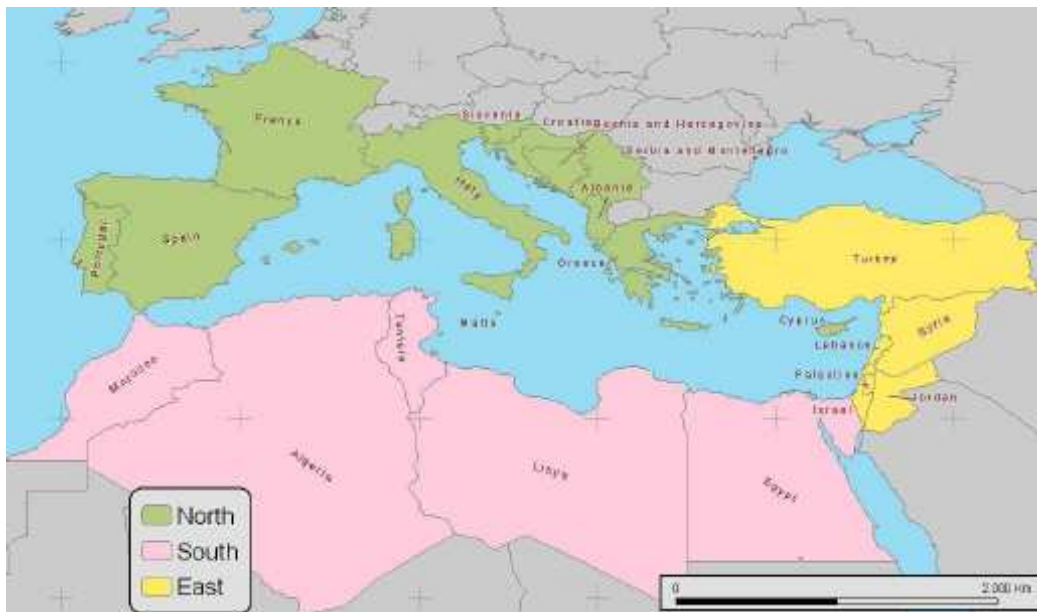 France
Slovenia
Croatia
Bosnia and Hercegovina
Serbia and Montenegro
Italy
Albania
Portugal
Spain
Greece
Turkey
Malta
Tunisia
Cyprus
Syria
Lebanon
Morocco
Palestine
Israel
Jordan
Algeria
Libya
Egypt
North
South
East
0
2 000 Km